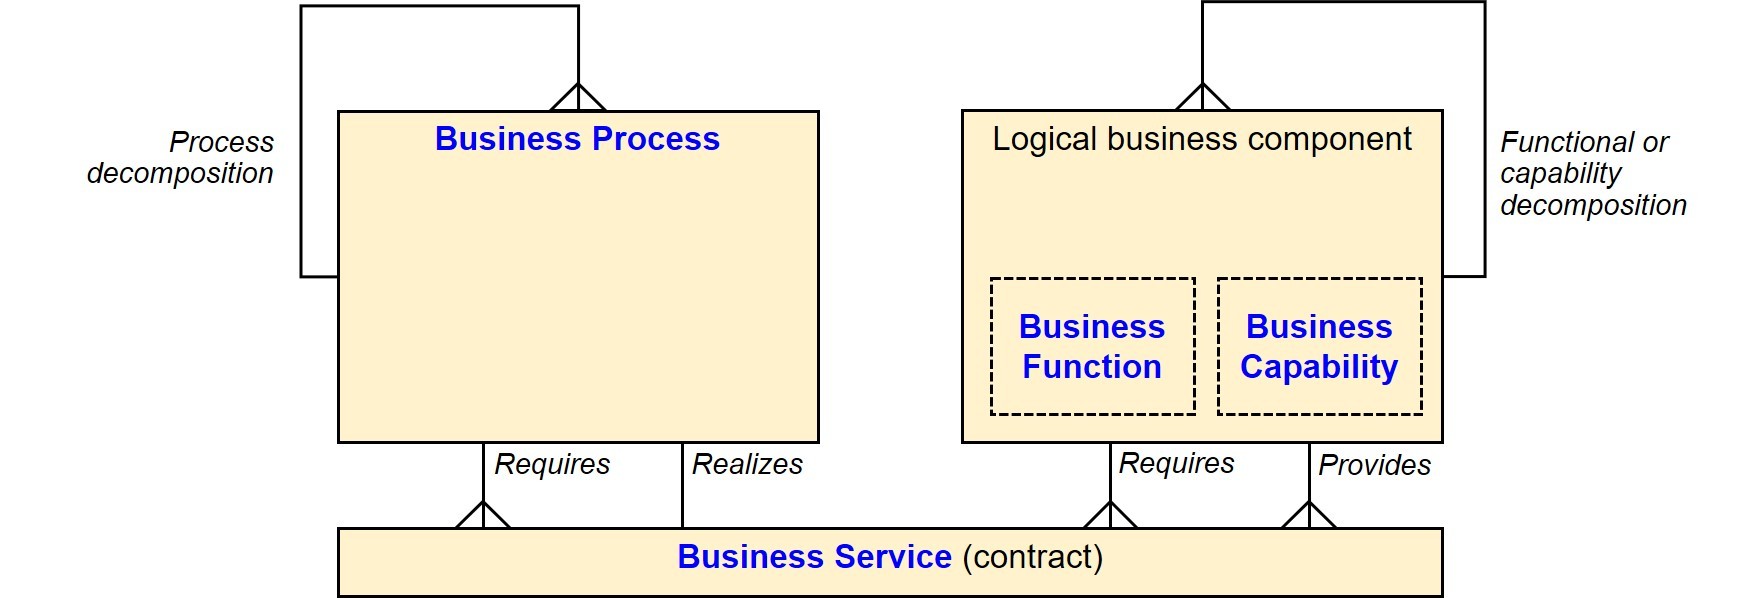 Process
decomposition
Business Process
Logical business component
Functional or
capability
decomposition
Business
Function
Business
Capability
Requires
Realizes
Requires
Provides
Business Service (contract)